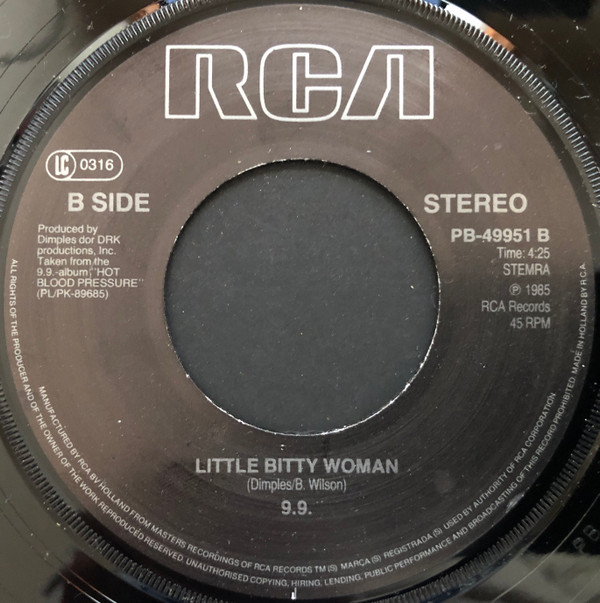 RCA
LC 0316
B SIDE
STEREO
Produced by
Dimples dor DRK
productions, Inc.
Taken from the
9.9.-album "HOT
BLOOD PRESSURE"
(PL/PK-89685)
PB-49951 B
Time: 4:25
STEMRA
℗ 1985
RCA Records
45 RPM
LITTLE BITTY WOMAN
(Dimples/B. Wilson)
9.9.
MANUFACTURED BY RCA BV HOLLAND FROM MASTERS RECORDINGS OF RCA RECORDS TM (S) MARCA (S) REGISTRADA (S) USED BY AUTHORITY OF RCA CORPORATION
ALL RIGHTS OF THE PRODUCER AND OF THE OWNER OF THE WORK REPRODUCED RESERVED. UNAUTHORISED COPYING, HIRING, LENDING, PUBLIC PERFORMANCE AND BROADCASTING OF THIS RECORD PROHIBITED. MADE IN HOLLAND BY R.C.A.
PB